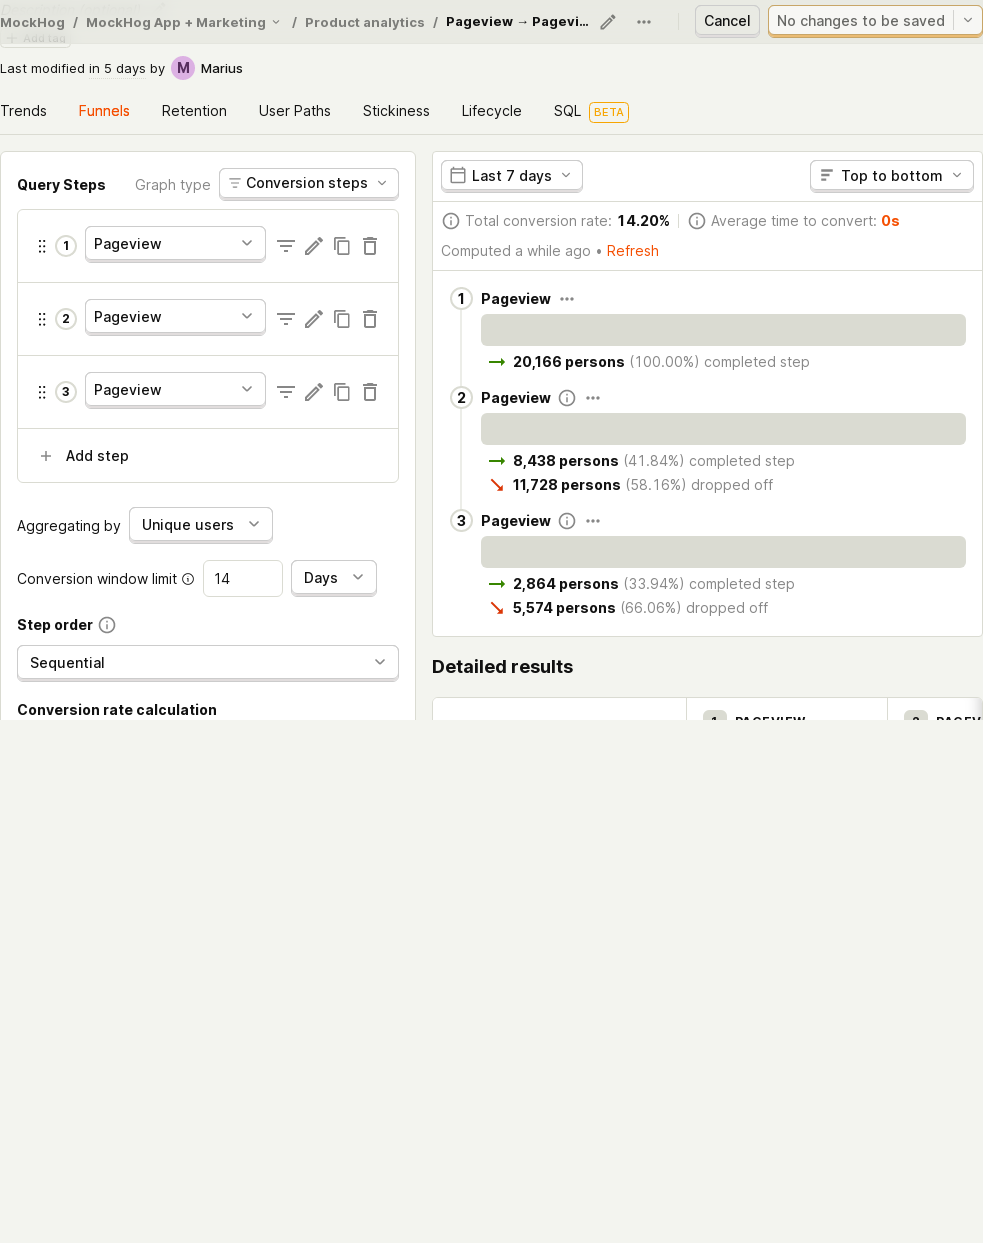 MockHog / MockHog App + Marketing / Product analytics / Pageview → Pagevi... Cancel No changes to be saved
Add tag
Last modified in 5 days by M Marius
Trends Funnels Retention User Paths Stickiness Lifecycle SQL BETA
Query Steps Graph type Conversion steps
1 Pageview
2 Pageview
3 Pageview
+ Add step
Aggregating by Unique users
Conversion window limit 14 Days
Step order
Sequential
Conversion rate calculation
Last 7 days Top to bottom
Total conversion rate: 14.20% Average time to convert: 0s
Computed a while ago • Refresh
1 Pageview
20,166 persons (100.00%) completed step
2 Pageview
8,438 persons (41.84%) completed step
11,728 persons (58.16%) dropped off
3 Pageview
2,864 persons (33.94%) completed step
5,574 persons (66.06%) dropped off
Detailed results
1 PAGEVIEW 2 PAGEV